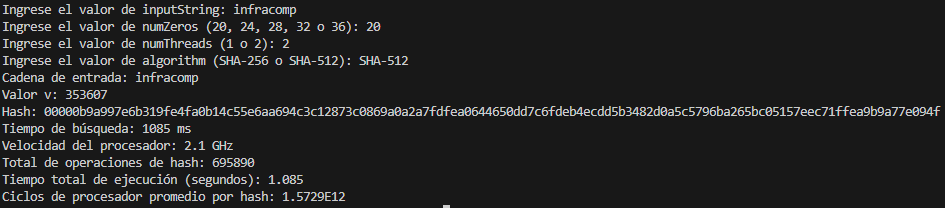 Ingrese el valor de inputString: infracomp
Ingrese el valor de numZeros (20, 24, 28, 32 o 36): 20
Ingrese el valor de numThreads (1 o 2): 2
Ingrese el valor de algorithm (SHA-256 o SHA-512): SHA-512
Cadena de entrada: infracomp
Valor v: 353607
Hash: 00000b9a997e6b319fe4fa0b14c55e6aa694c3c12873c0869a0a2a7fdfea0644650dd7c6fdeb4ecdd5b3482d0a5c5796ba265bc05157eec71ffea9b9a77e094f
Tiempo de búsqueda: 1085 ms
Velocidad del procesador: 2.1 GHz
Total de operaciones de hash: 695890
Tiempo total de ejecución (segundos): 1.085
Ciclos de procesador promedio por hash: 1.5729E12